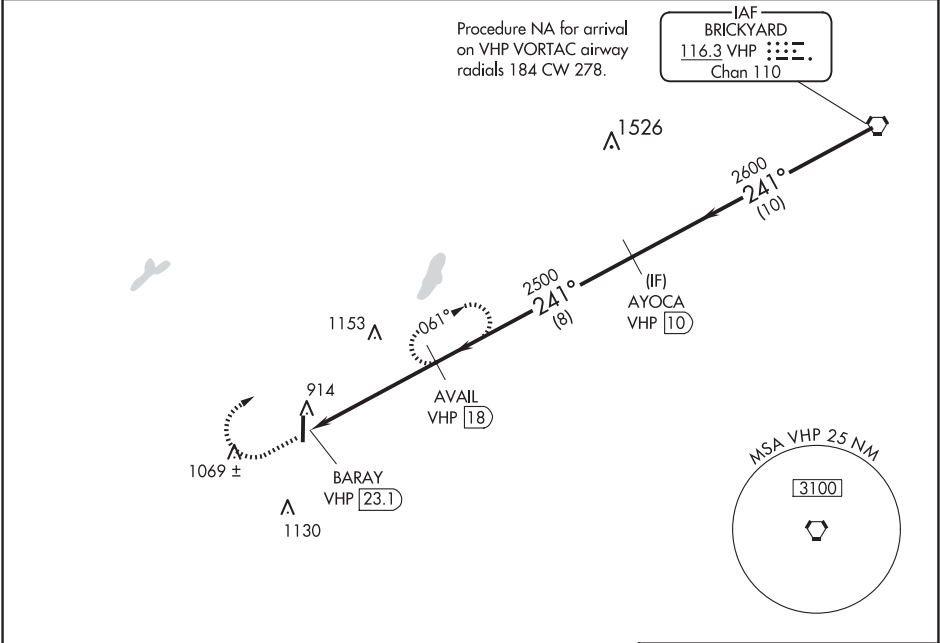 Procedure NA for arrival
on VHP VORTAC airway
radials 184 CW 278.
IAF
BRICKYARD
116.3 VHP
Chan 110
1526
2600
241°
(10)
(IF)
AYOCA
VHP 10
2500
241°
(8)
061°
1153
AVAIL
VHP 18
914
1069 ±
BARAY
VHP 23.1
1130
MSA VHP 25 NM
3100